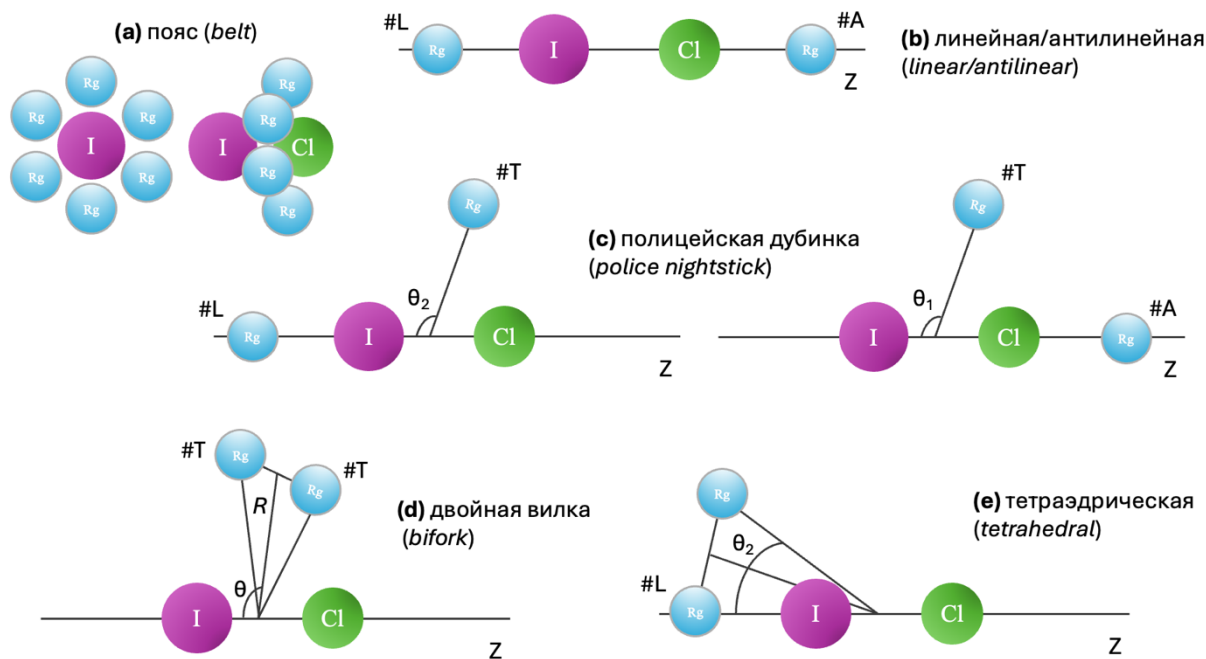 (a) пояс (belt)
Rg
Rg
Rg
I
Rg
Rg
Rg
Rg
Rg
I
Cl
Rg
Rg
#L
#A
Rg
I
Cl
Rg
Z
(b) линейная/антилинейная
(linear/antilinear)
#T
Rg
θ₂
#L
Rg
I
Cl
Z
(c) полицейская дубинка
(police nightstick)
#T
Rg
θ₁
#A
I
Cl
Rg
Z
#T
Rg
#T
Rg
R
θ
I
Cl
Z
(d) двойная вилка
(bifork)
Rg
θ₂
#L
Rg
I
Cl
Z
(e) тетраэдрическая
(tetrahedral)